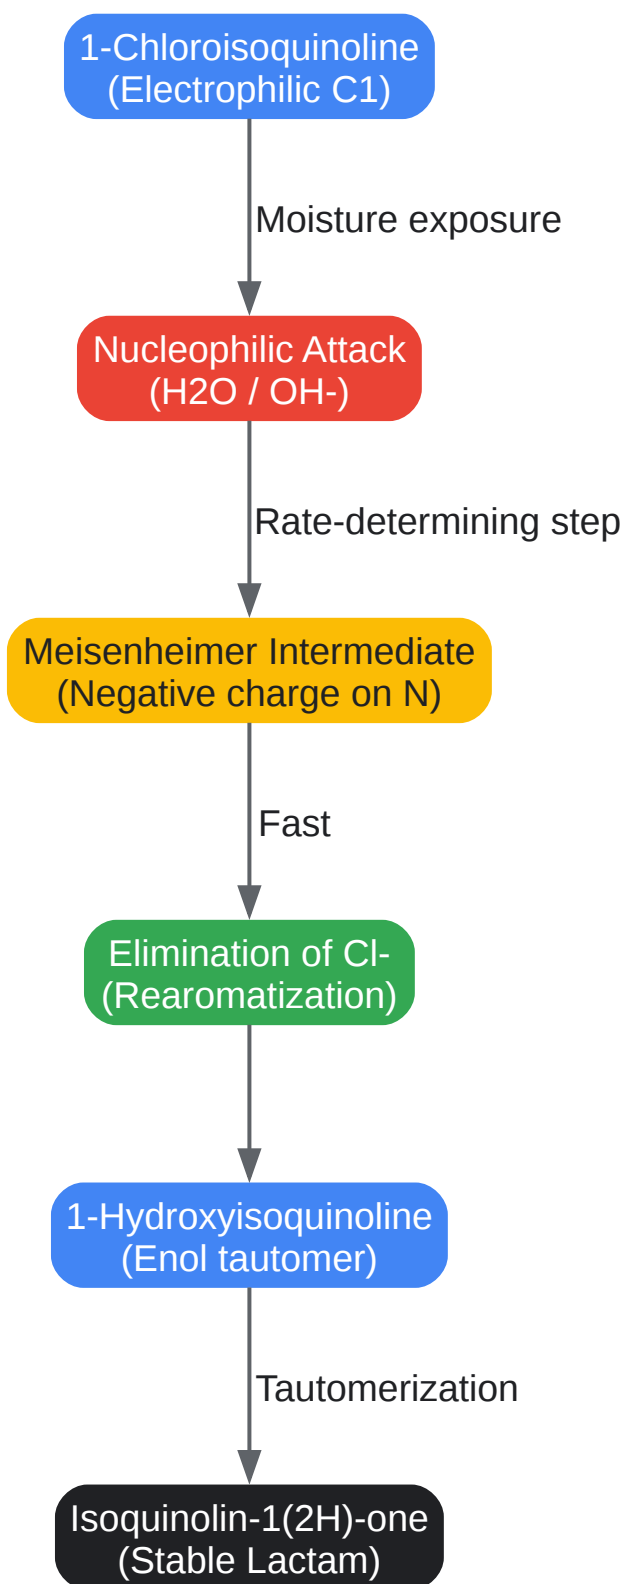 1-Chloroisoquinoline
(Electrophilic C1)
Moisture exposure
Nucleophilic Attack
(H2O / OH-)
Rate-determining step
Meisenheimer Intermediate
(Negative charge on N)
Fast
Elimination of Cl-
(Rearomatization)
1-Hydroxyisoquinoline
(Enol tautomer)
Tautomerization
Isoquinolin-1(2H)-one
(Stable Lactam)